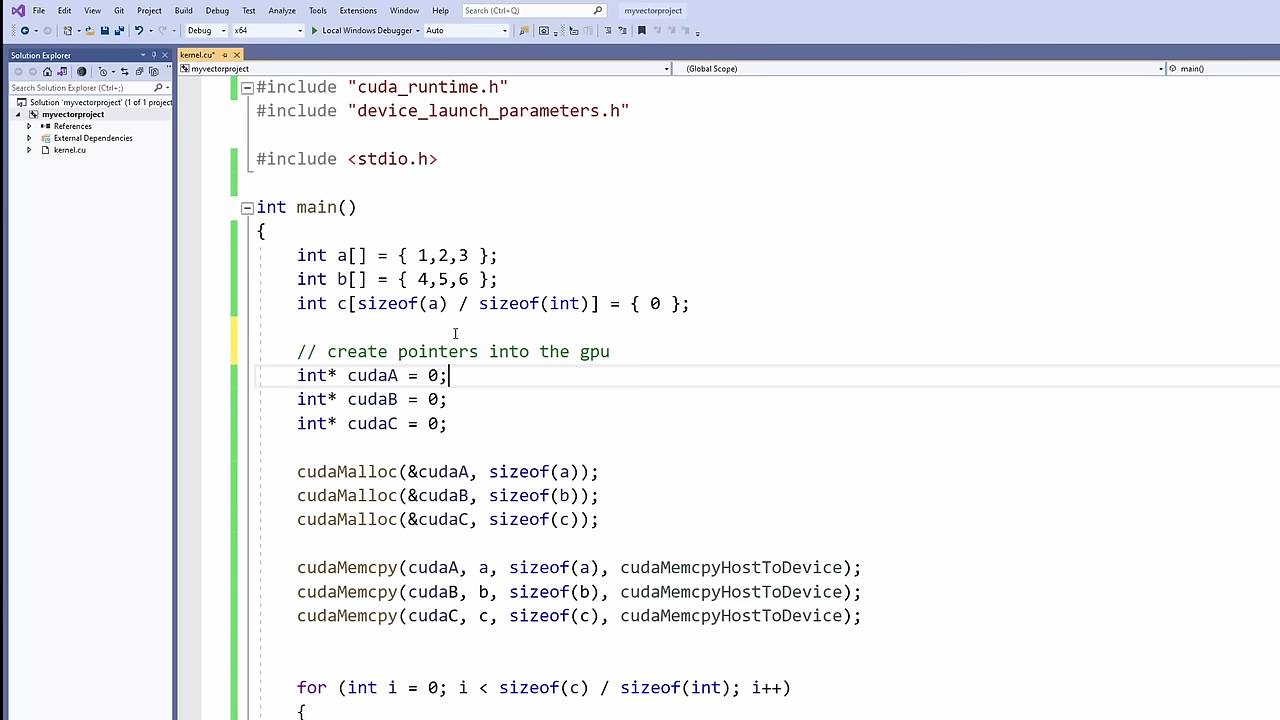 File Edit View Git Project Build Debug Test Analyze Tools Extensions Window Help Search (Ctrl+Q) myvectorproject
Debug x64 Local Windows Debugger Auto
Solution Explorer
Search Solution Explorer (Ctrl+;)
Solution 'myvectorproject' (1 of 1 project
myvectorproject
References
External Dependencies
kernel.cu
kernel.cu*
myvectorproject (Global Scope) main()
#include "cuda_runtime.h"
#include "device_launch_parameters.h"
#include <stdio.h>
int main()
{
int a[] = { 1,2,3 };
int b[] = { 4,5,6 };
int c[sizeof(a) / sizeof(int)] = { 0 };
// create pointers into the gpu
int* cudaA = 0;
int* cudaB = 0;
int* cudaC = 0;
cudaMalloc(&cudaA, sizeof(a));
cudaMalloc(&cudaB, sizeof(b));
cudaMalloc(&cudaC, sizeof(c));
cudaMemcpy(cudaA, a, sizeof(a), cudaMemcpyHostToDevice);
cudaMemcpy(cudaB, b, sizeof(b), cudaMemcpyHostToDevice);
cudaMemcpy(cudaC, c, sizeof(c), cudaMemcpyHostToDevice);
for (int i = 0; i < sizeof(c) / sizeof(int); i++)
{